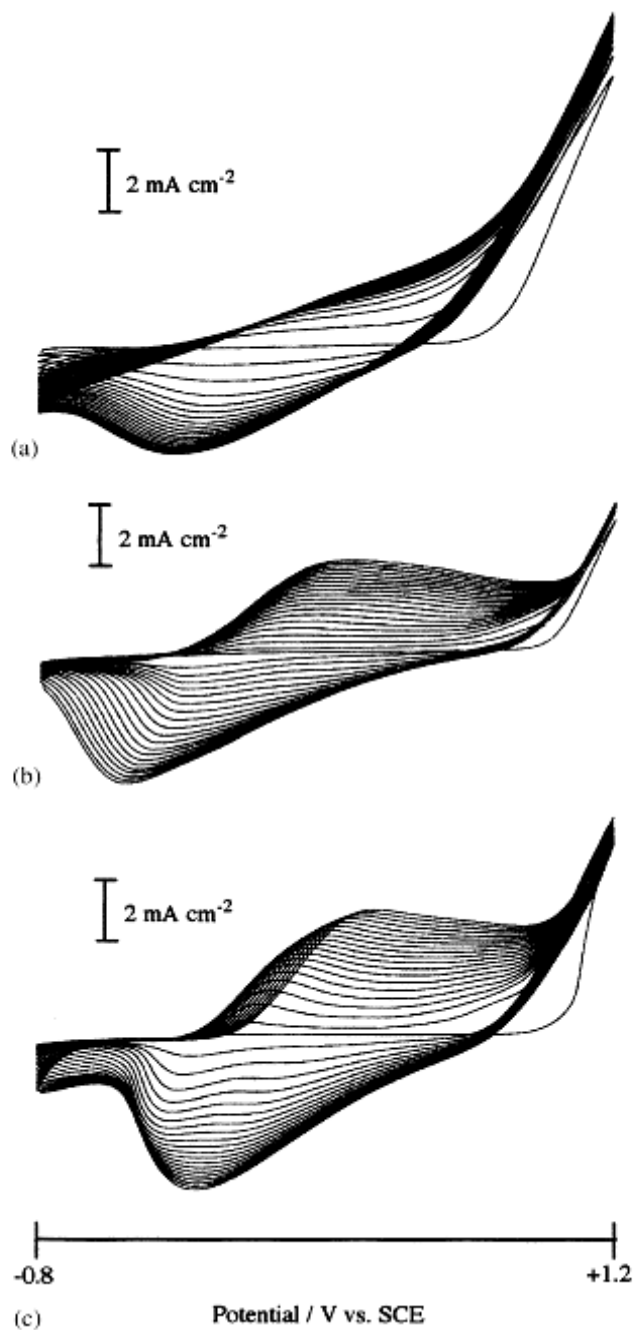 2 mA cm⁻²
(a)
2 mA cm⁻²
(b)
2 mA cm⁻²
-0.8
+1.2
(c)
Potential / V vs. SCE